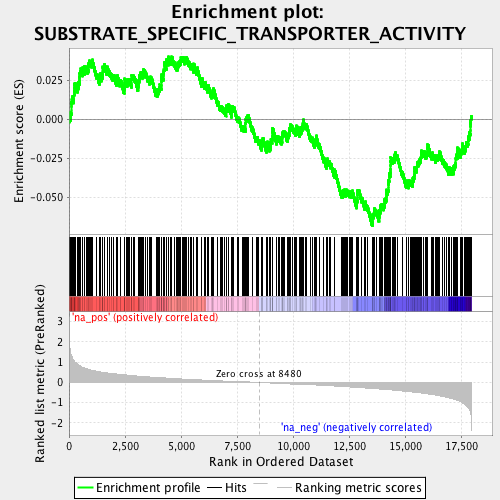 Enrichment plot:
SUBSTRATE_SPECIFIC_TRANSPORTER_ACTIVITY
Enrichment score (ES)
0.025
0.000
-0.025
-0.050
'na_pos' (positively correlated)
Ranked list metric (PreRanked)
3
2
1
0
-1
-2
Zero cross at 8480
'na_neg' (negatively correlated)
0
2,500
5,000
7,500
10,000
12,500
15,000
17,500
Rank in Ordered Dataset
Enrichment profile
Hits
Ranking metric scores